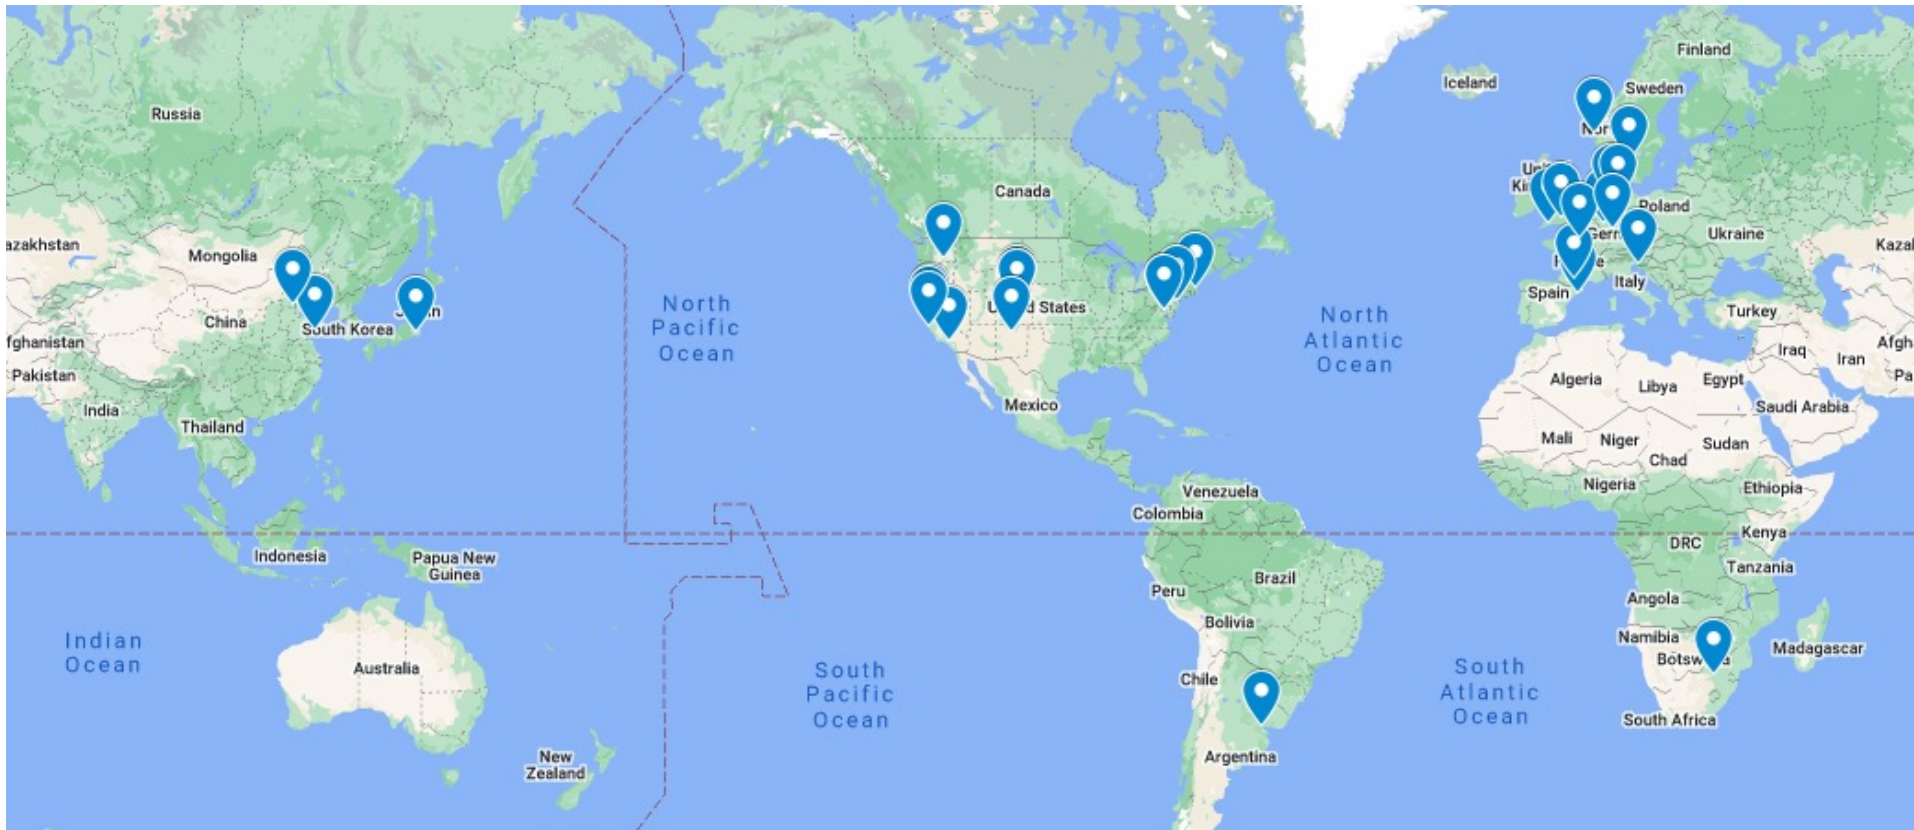 Finland
Iceland
Sweden
Russia
Canada
Poland
azakhstan
Mongolia
Ukraine
Kazal
Italy
Spain
North
Pacific
Ocean
United States
North
Atlantic
Ocean
China
South Korea
Turkey
fghanistan
Iraq
Iran
Afgh
Pakistan
Pa
Algeria
Libya
Egypt
India
Mexico
Saudi Arabia
Thailand
Mali
Niger
Sudan
Chad
Venezuela
Nigeria
Ethiopia
Colombia
Kenya
DRC
Indonesia
Papua New
Guinea
Tanzania
Brazil
Peru
Angola
Bolivia
Indian
Ocean
Namibia
Madagascar
Botswana
Australia
South
Pacific
Ocean
Chile
South
Atlantic
Ocean
South Africa
Argentina
New
Zealand